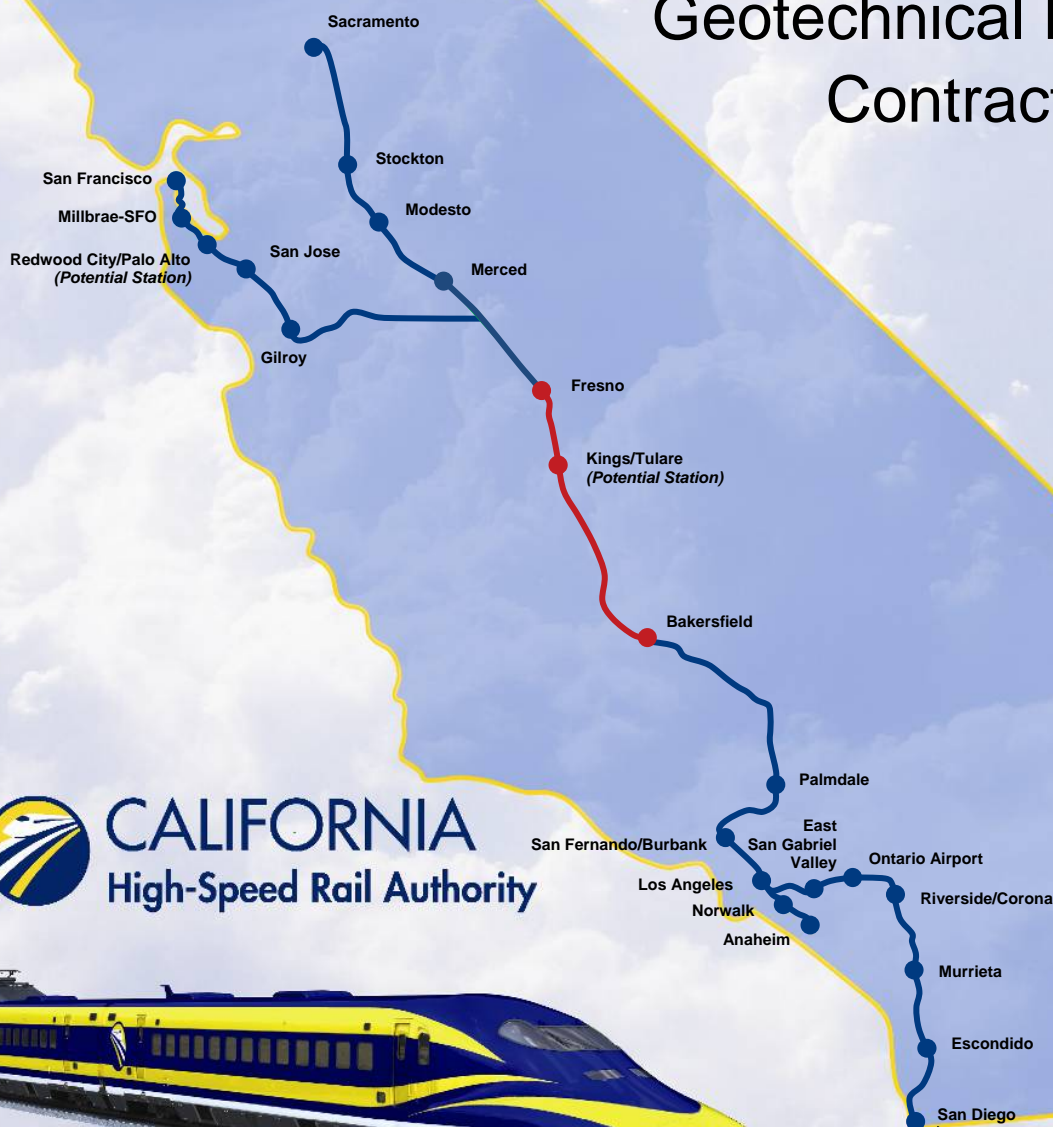 Geotechnical
Contract
Sacramento
Stockton
San Francisco
Modesto
Millbrae-SFO
San Jose
Redwood City/Palo Alto
(Potential Station)
Merced
Gilroy
Fresno
Kings/Tulare
(Potential Station)
Bakersfield
Palmdale
CALIFORNIA
High-Speed Rail Authority
San Fernando/Burbank
East
San Gabriel
Valley
Ontario Airport
Los Angeles
Riverside/Corona
Norwalk
Anaheim
Murrieta
Escondido
San Diego